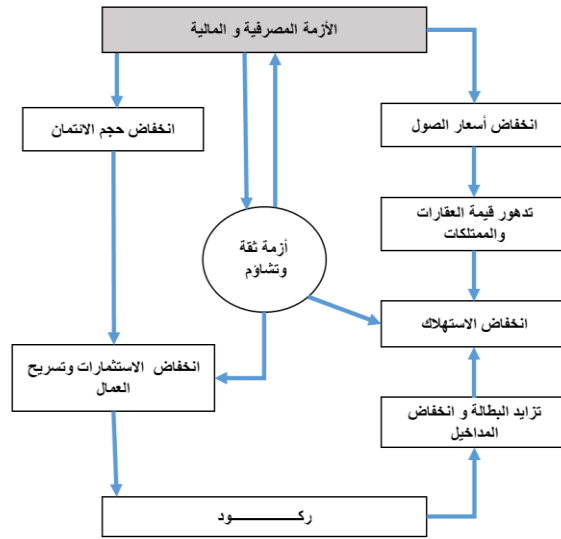 الأزمة المصرفية و المالية
انخفاض حجم الائتمان
انخفاض أسعار الصول
تدهور قيمة العقارات
والممتلكات
أزمة ثقة
وتشاؤم
انخفاض الاستهلاك
انخفاض الاستثمارات وتسريح
العمال
تزايد البطالة و انخفاض
المداخيل
ركـــــــــود